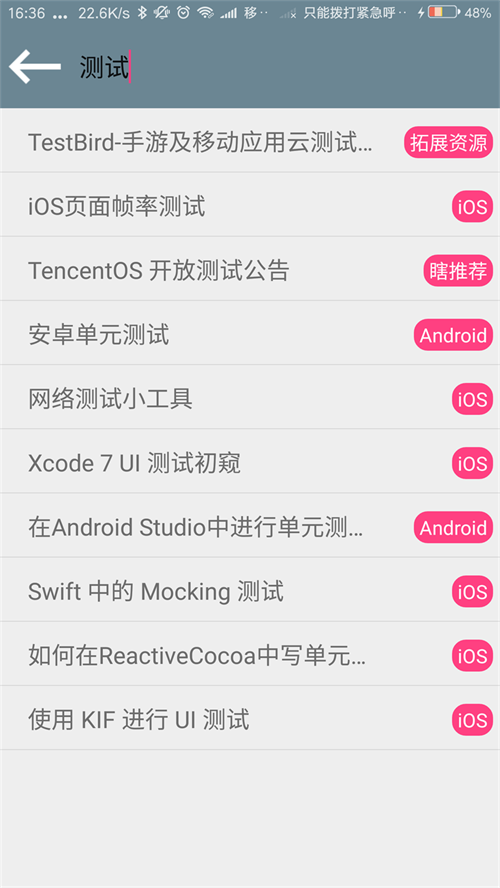 16:36 ... 22.6K/s 移·· 只能拨打紧急呼·· 48%
测试
TestBird-手游及移动应用云测试... 拓展资源
iOS页面帧率测试 iOS
TencentOS 开放测试公告 瞎推荐
安卓单元测试 Android
网络测试小工具 iOS
Xcode 7 UI 测试初窥 iOS
在Android Studio中进行单元测... Android
Swift 中的 Mocking 测试 iOS
如何在ReactiveCocoa中写单元... iOS
使用 KIF 进行 UI 测试 iOS